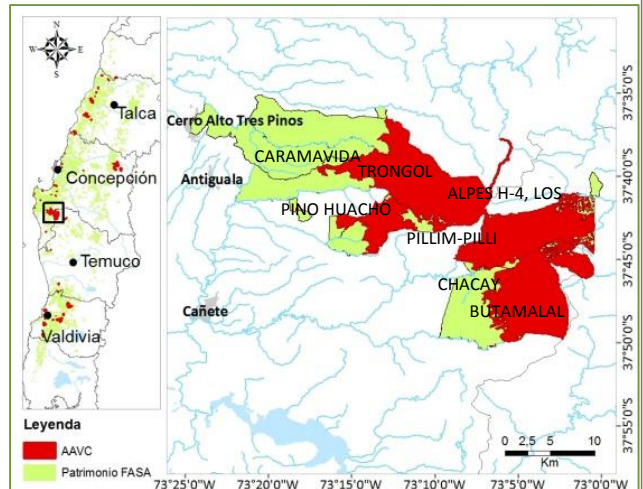 N
W E
S
Talca
Concepción
Temuco
Valdivia
Leyenda
AAVC
Patrimonio FASA
Cerro Alto Tres Pinos
CARAMAVIDA
TRONGOL
Antiguala
ALPES H-4, LOS
PINO HUACHO
PILLIM-PILLI
CHACAY
BUTAMALAL
Cañete
0 2,5 5 10
Km
37°35'0"S
37°40'0"S
37°45'0"S
37°50'0"S
37°55'0"S
73°25'0"W 73°20'0"W 73°15'0"W 73°10'0"W 73°5'0"W 73°0'0"W